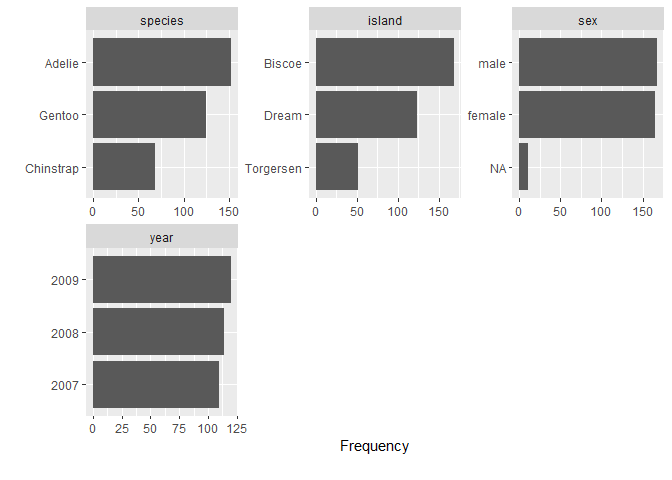 species
island
sex
Adelie
Gentoo
Chinstrap
0 50 100 150
Biscoe
Dream
Torgersen
0 50 100 150
male
female
NA
0 50 100 150
year
2009
2008
2007
0 25 50 75 100 125
Frequency